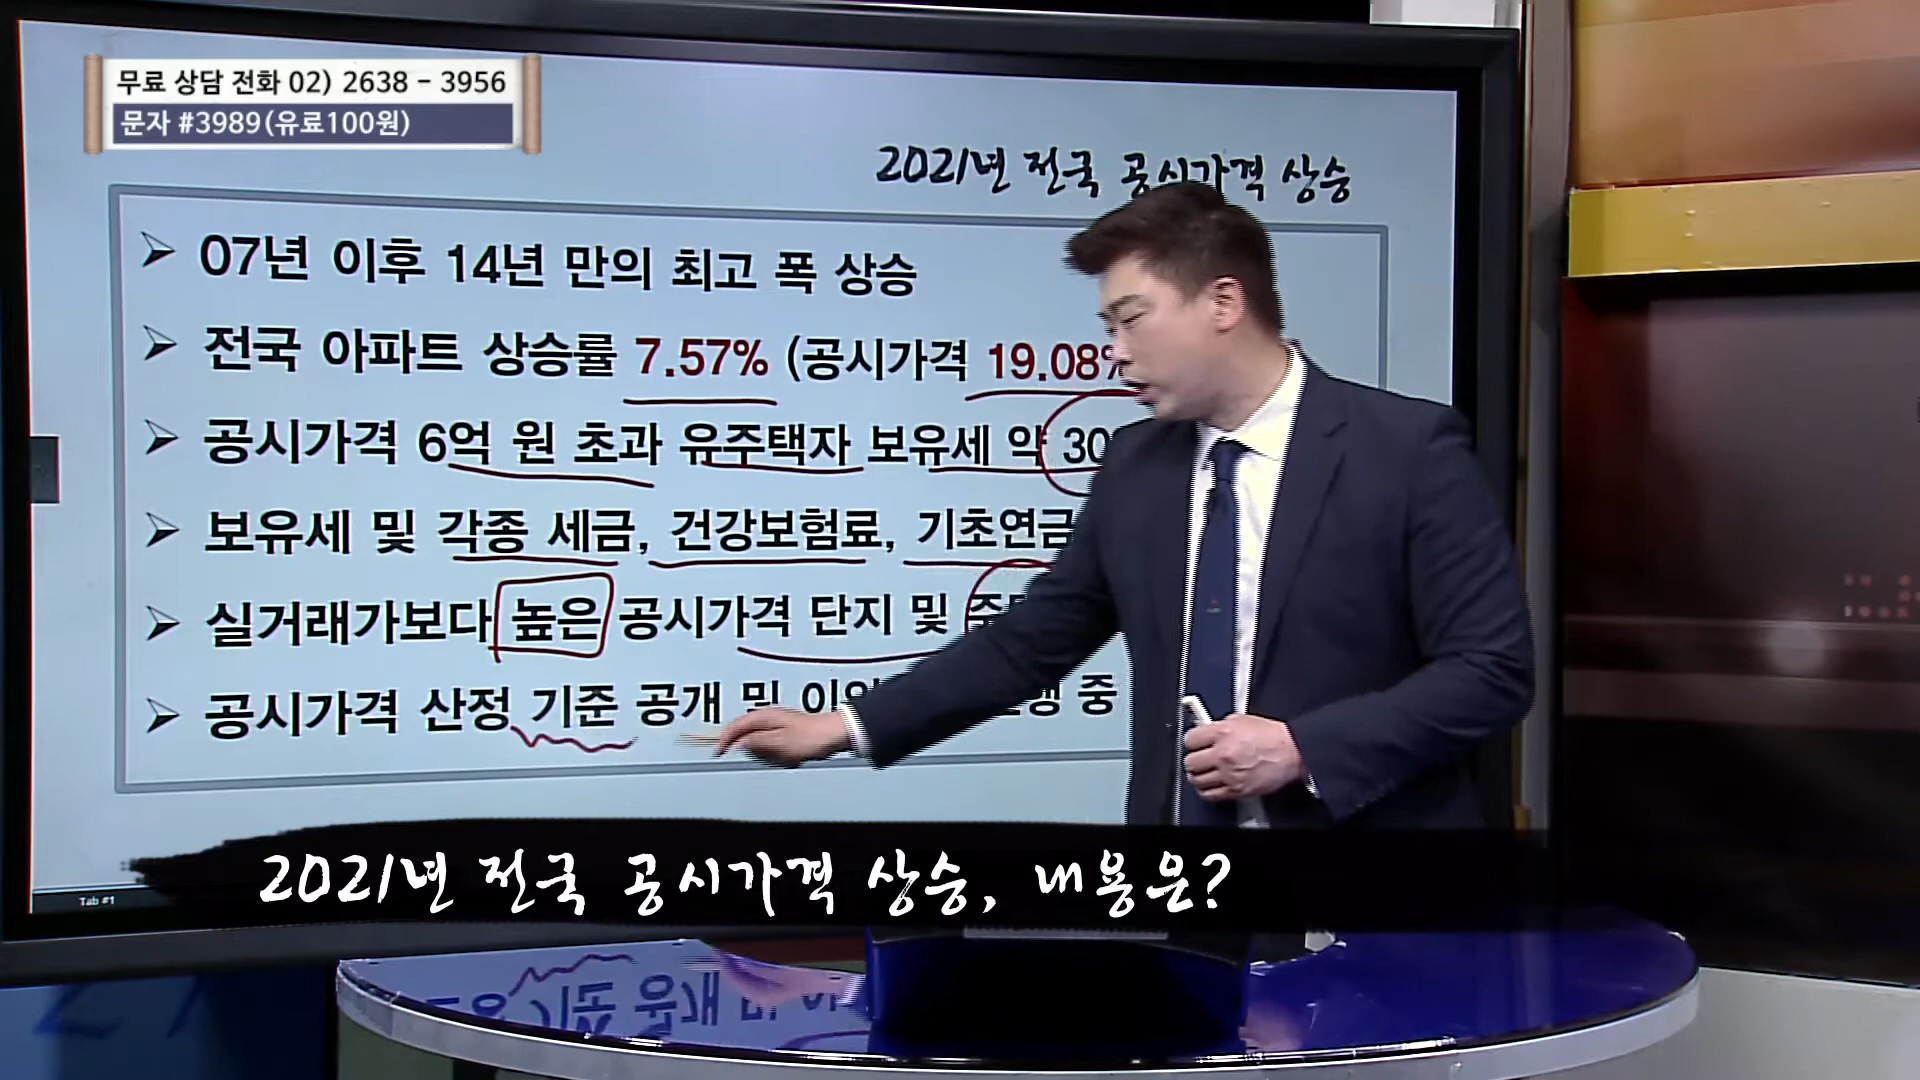 무료 상담 전화 02) 2638 - 3956
문자 #3989(유료100원)
2021년 전국 공시가격 상승
➢ 07년 이후 14년 만의 최고 폭 상승
➢ 전국 아파트 상승률 7.57% (공시가격 19.08%
➢ 공시가격 6억 원 초과 유주택자 보유세 약 30
➢ 보유세 및 각종 세금, 건강보험료, 기초연금
➢ 실거래가보다 높은 공시가격 단지 및
➢ 공시가격 산정 기준 공개 및 중
2021년 전국 공시가격 상승, 내용은?
Tab #1